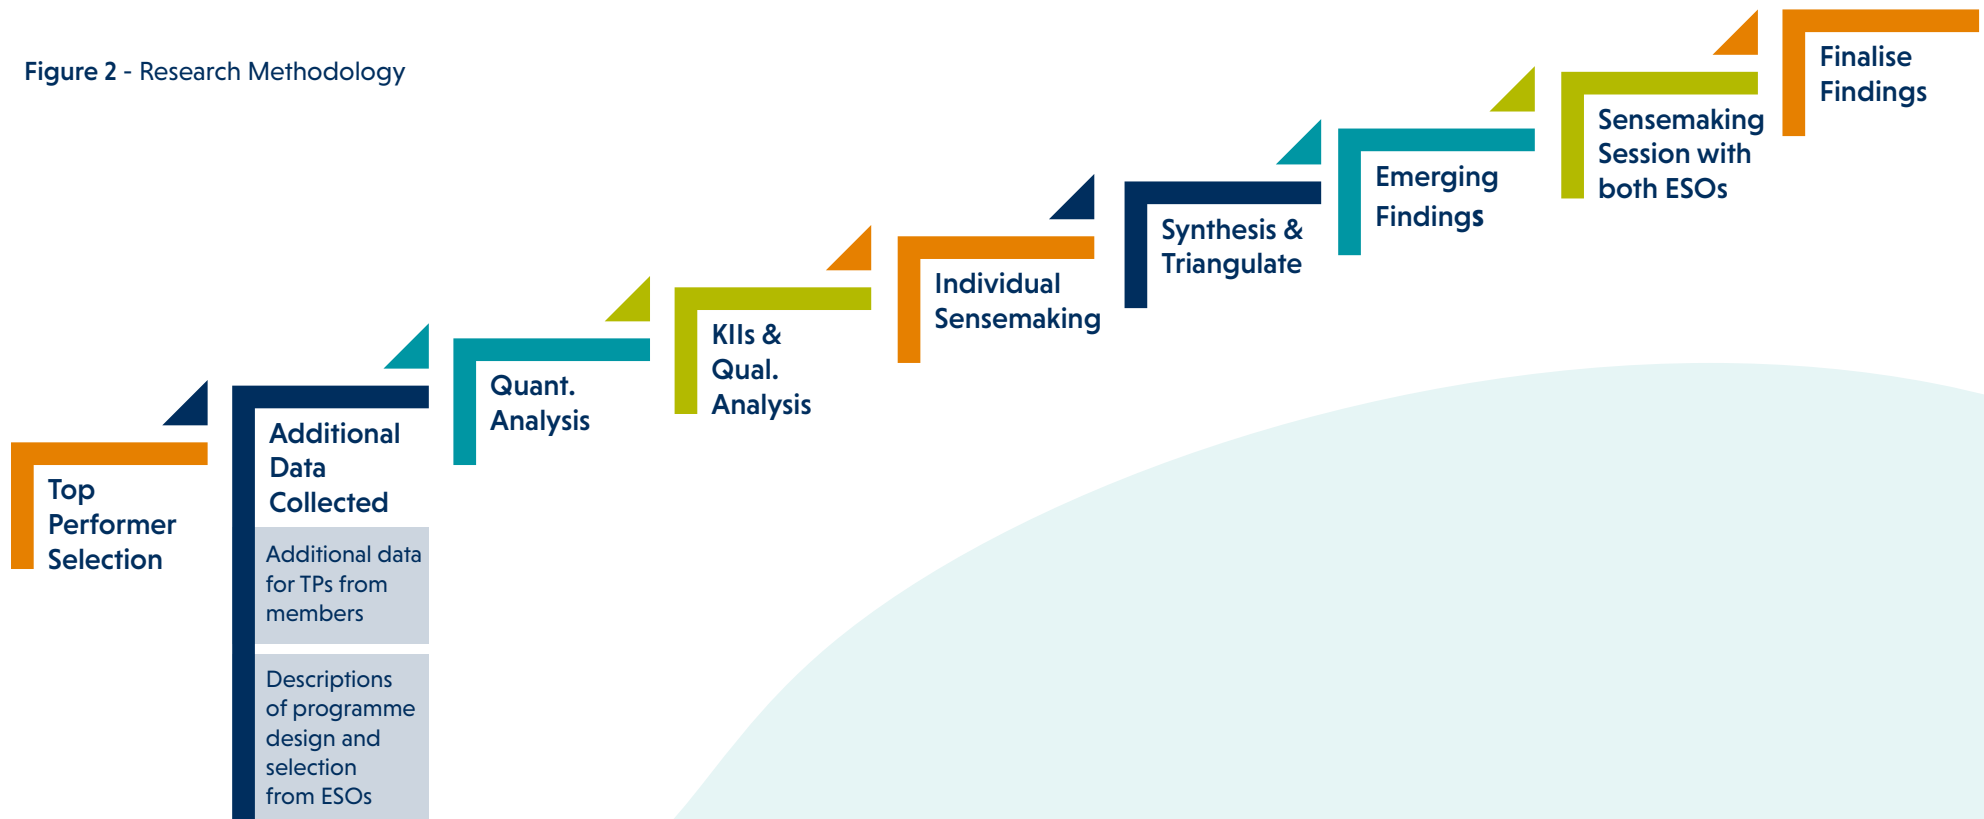 Figure 2 - Research Methodology
Top
Performer
Selection
Additional
Data
Collected
Additional data
for TPs from
members
Descriptions
of programme
design and
selection
from ESOs
Quant.
Analysis
KIIs &
Qual.
Analysis
Individual
Sensemaking
Synthesis &
Triangulate
Emerging
Findings
Sensemaking
Session with
both ESOs
Finalise
Findings